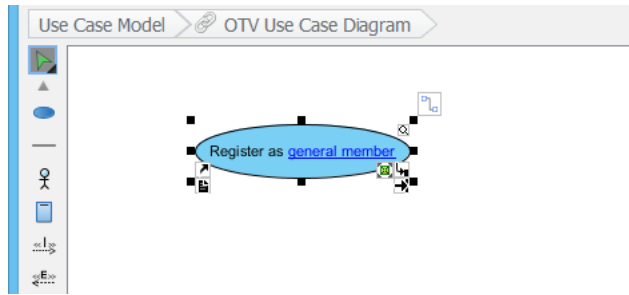 Use Case Model
OTV Use Case Diagram
Register as general member
<<I>>
<<E>>